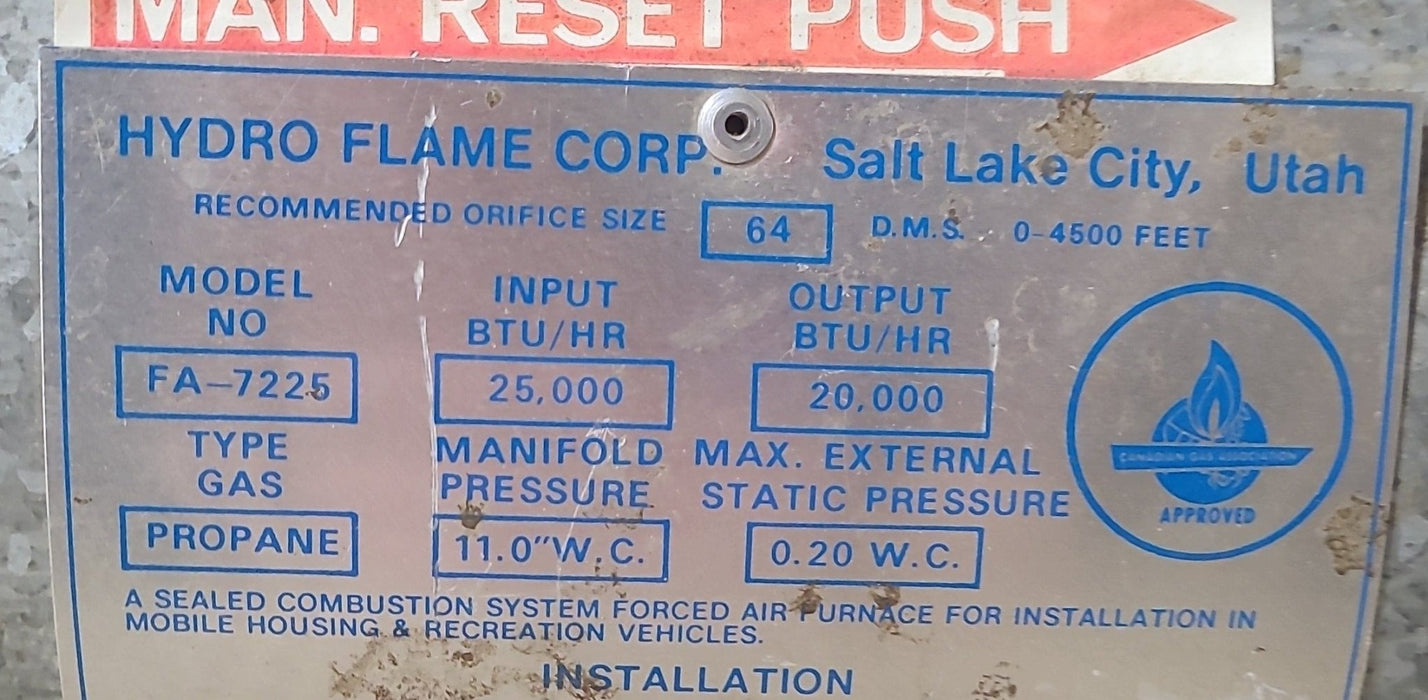 MAN. RESET PUSH
HYDRO FLAME CORP. Salt Lake City, Utah
RECOMMENDED ORIFICE SIZE 64 D.M.S. 0-4500 FEET
MODEL NO
INPUT BTU/HR
OUTPUT BTU/HR
FA-7225 25,000 20,000
TYPE GAS
MANIFOLD PRESSURE
MAX. EXTERNAL STATIC PRESSURE
PROPANE 11.0"W.C. 0.20 W.C.
CANADIAN GAS ASSOCIATION
APPROVED
A SEALED COMBUSTION SYSTEM FORCED AIR FURNACE FOR INSTALLATION IN
MOBILE HOUSING & RECREATION VEHICLES.
INSTALLATION